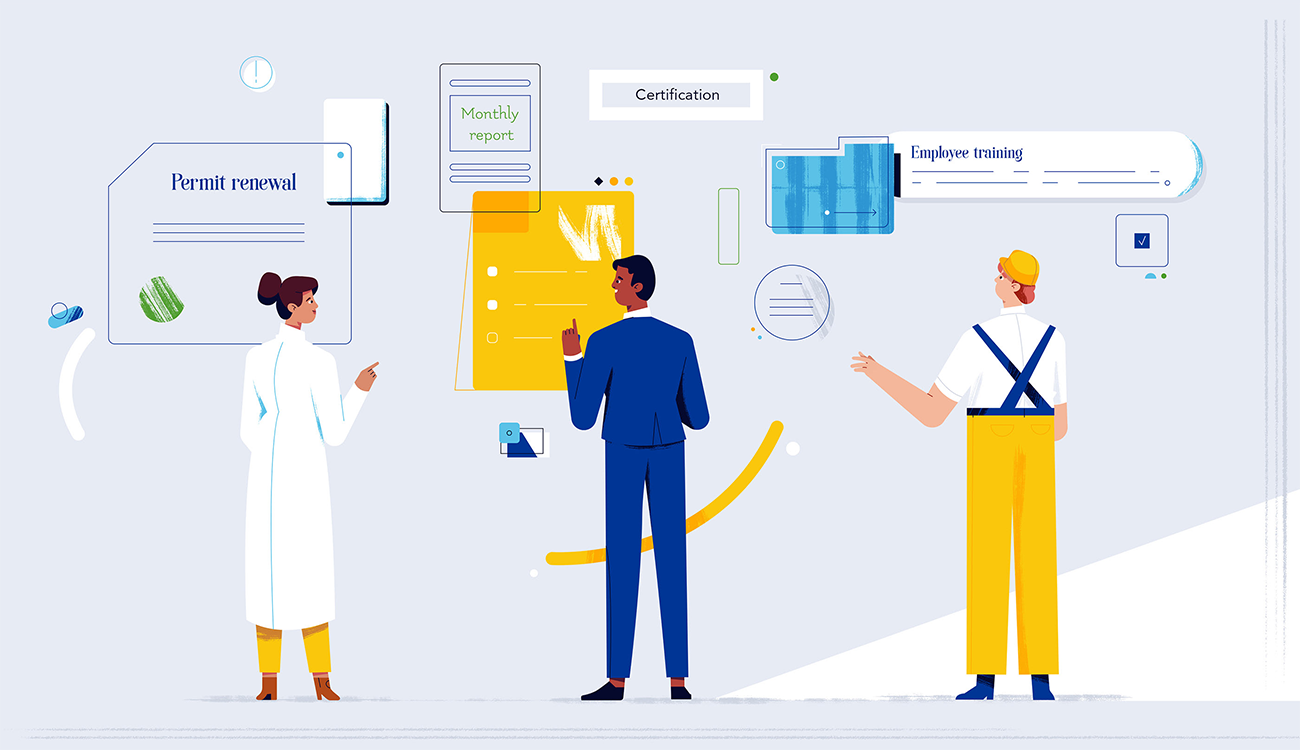 Permit renewal
Monthly
report
Certification
Employee training